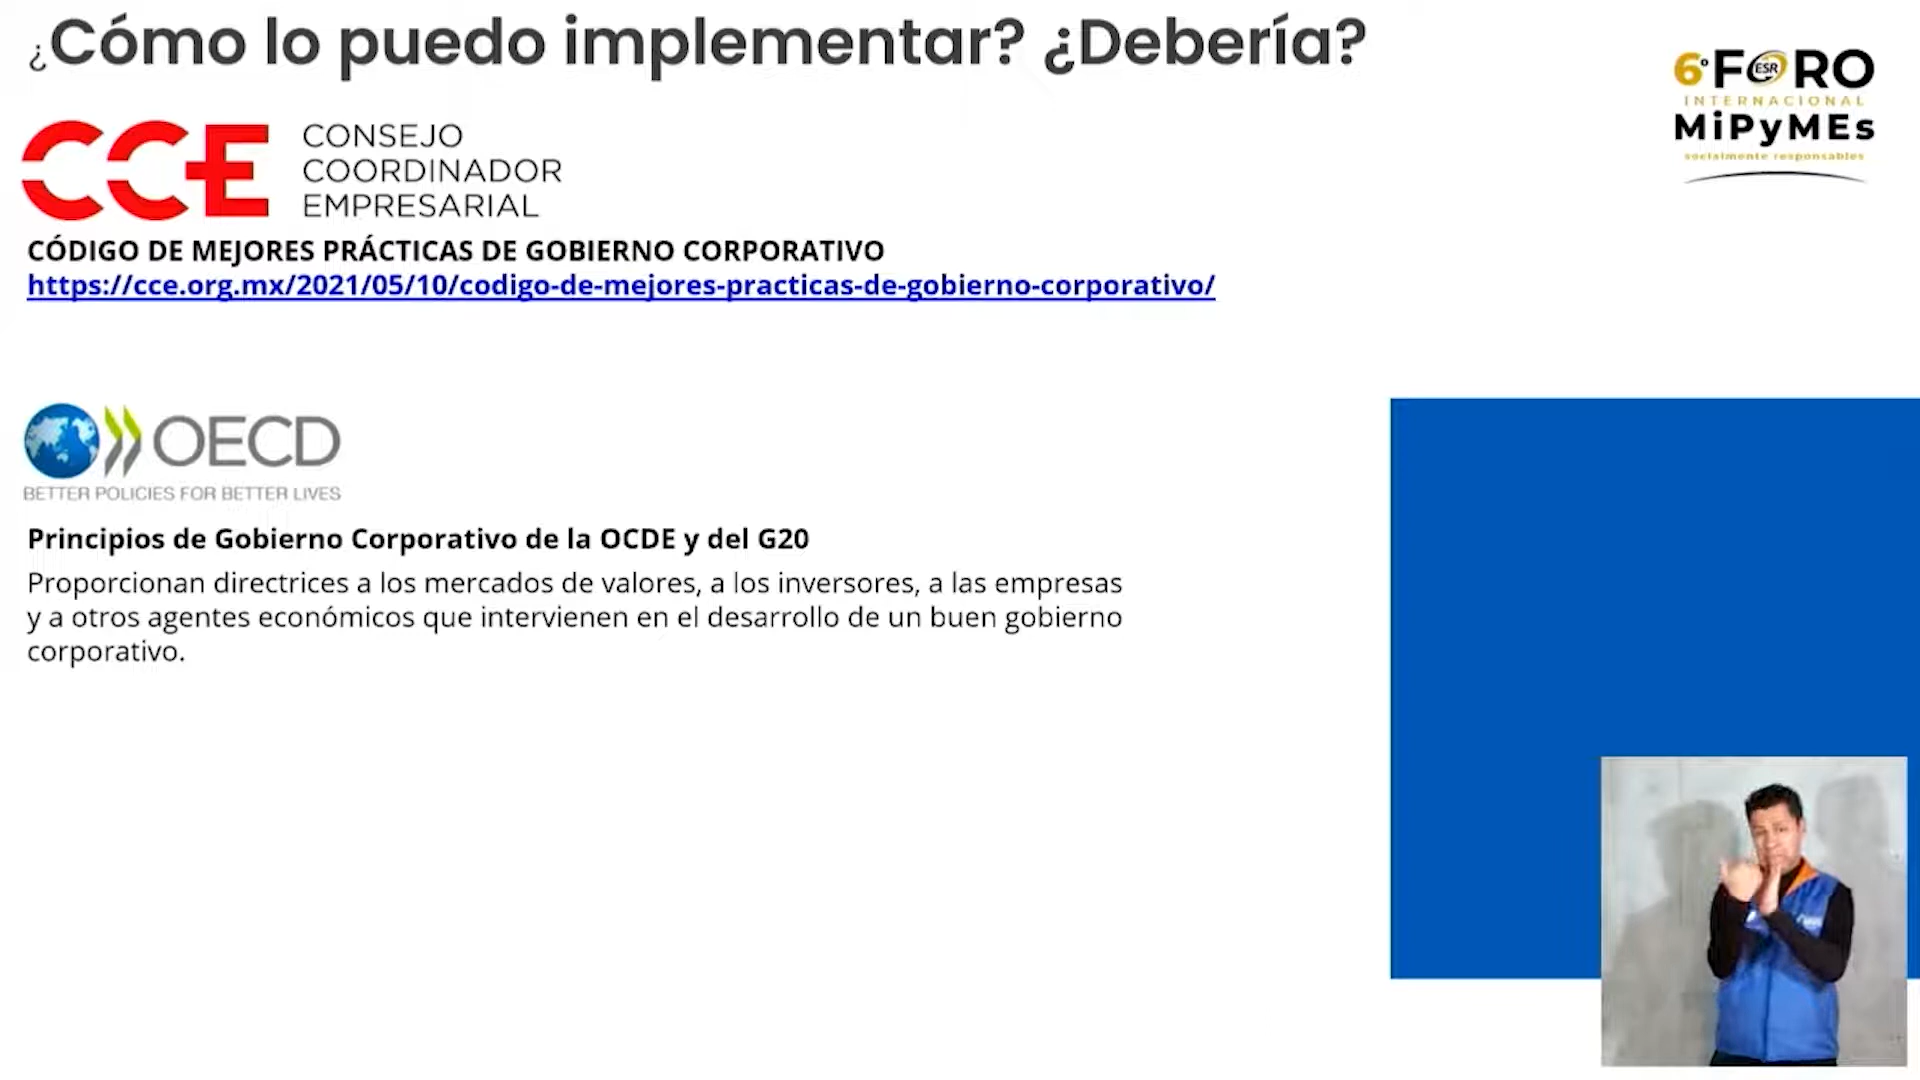 ¿Cómo lo puedo implementar? ¿Debería?
6° FORO
ESR
INTERNACIONAL
MiPyMEs
socialmente responsables
CCE
CONSEJO
COORDINADOR
EMPRESARIAL
CÓDIGO DE MEJORES PRÁCTICAS DE GOBIERNO CORPORATIVO
https://cce.org.mx/2021/05/10/codigo-de-mejores-practicas-de-gobierno-corporativo/
OECD
BETTER POLICIES FOR BETTER LIVES
Principios de Gobierno Corporativo de la OCDE y del G20
Proporcionan directrices a los mercados de valores, a los inversores, a las empresas
y a otros agentes económicos que intervienen en el desarrollo de un buen gobierno
corporativo.